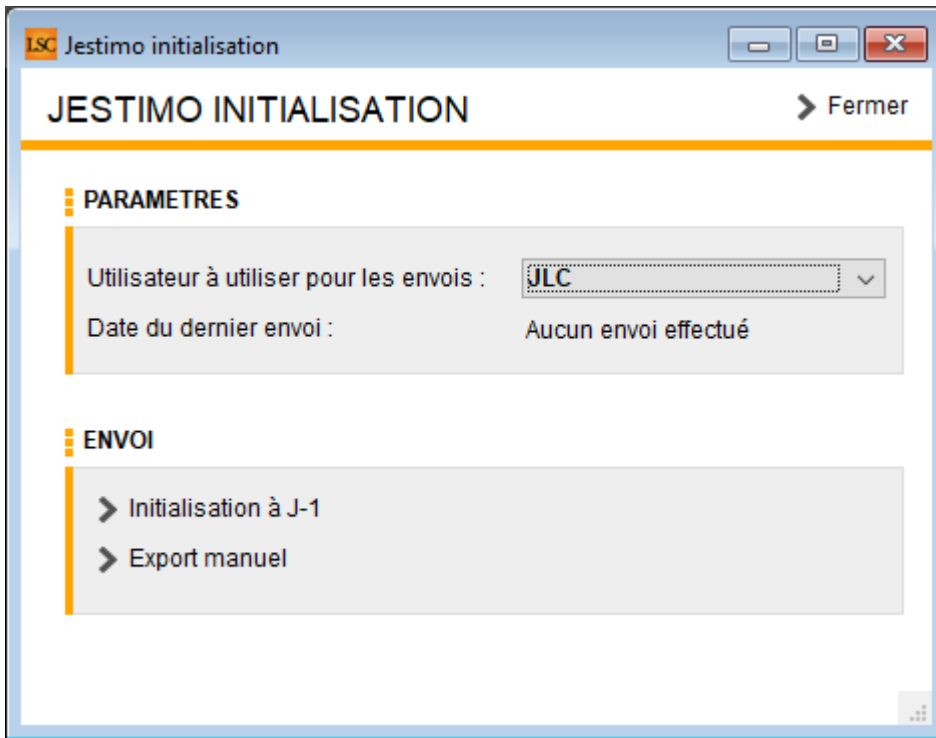 LSC Jestimo initialisation
JESTIMO INITIALISATION
Fermer
PARAMETRES
Utilisateur à utiliser pour les envois : JLC
Date du dernier envoi : Aucun envoi effectué
ENVOI
Initialisation à J-1
Export manuel